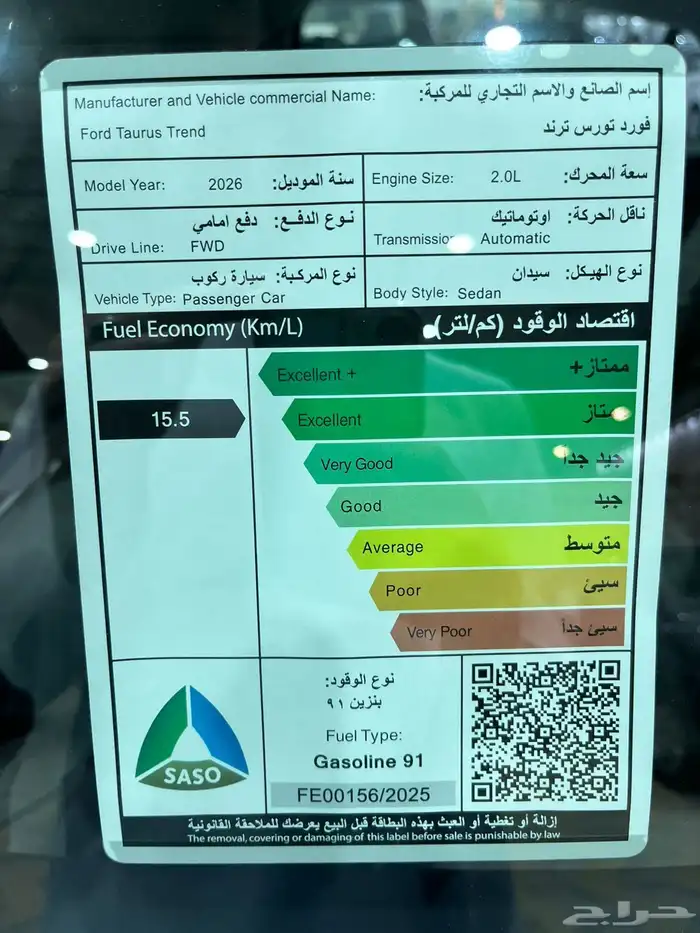 Manufacturer and Vehicle commercial Name: إسم الصانع والاسم التجاري للمركبة:
Ford Taurus Trend فورد تورس ترند
Model Year: 2026 سنة الموديل: Engine Size: 2.0L سعة المحرك:
نوع الدفع: دفع امامي ناقل الحركة: اوتوماتيك
Drive Line: FWD Transmission Automatic
نوع المركبة: سيارة ركوب نوع الهيكل: سيدان
Vehicle Type: Passenger Car Body Style: Sedan
Fuel Economy (Km/L) اقتصاد الوقود (كم/لتر)
Excellent + ممتاز+
15.5 Excellent ممتاز
Very Good جيد جداً
Good جيد
Average متوسط
Poor سيئ
Very Poor سيئ جداً
نوع الوقود:
بنزين ٩١
Fuel Type:
Gasoline 91
FE00156/2025
SASO
إزالة أو تغطية أو العبث بهذه البطاقة قبل البيع يعرضك للملاحقة القانونية
The removal, covering or damaging of this label before sale is punishable by law
حراج